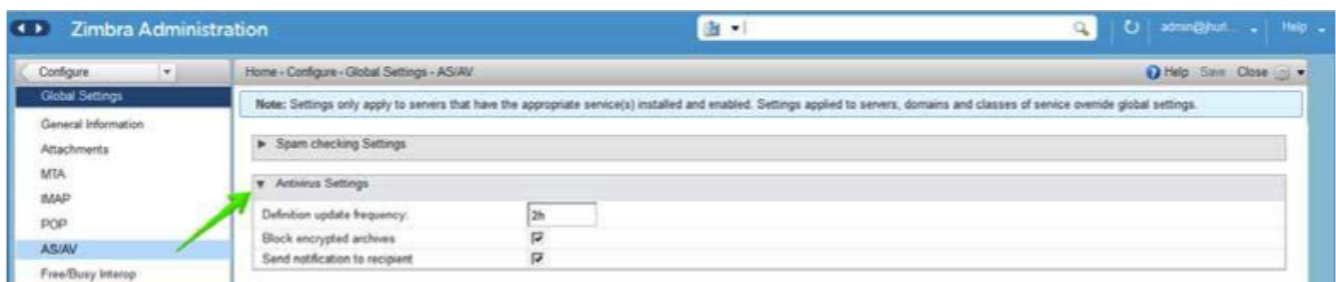 Zimbra Administration
admin@jhurl... Help
Configure
Home - Configure - Global Settings - AS/AV
Help Save Close
Global Settings
Note: Settings only apply to servers that have the appropriate service(s) installed and enabled. Settings applied to servers, domains and classes of service override global settings.
General Information
Attachments
Spam checking Settings
MTA
Antivirus Settings
IMAP
POP
Definition update frequency: 2h
Block encrypted archives
AS/AV
Send notification to recipient
Free/Busy Interop